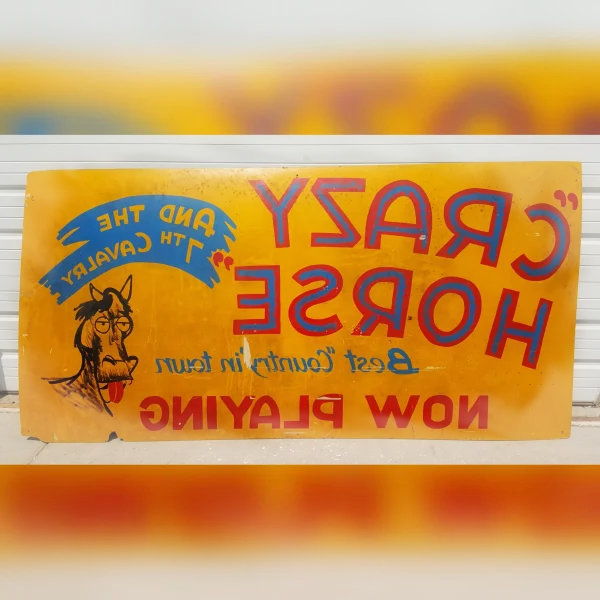 "CRAZY
HORSE"
AND THE
7TH CAVALRY
Best "Country" in town
NOW PLAYING